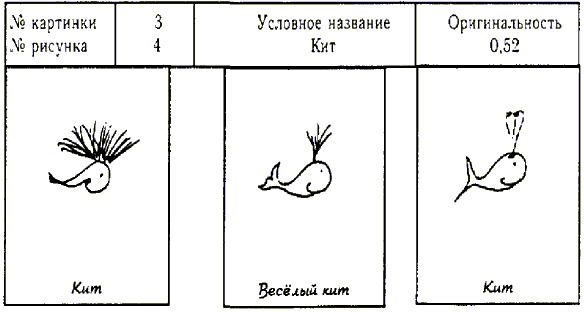 № картинки 3 Условное название Оригинальность
№ рисунка 4 Кит 0,52
Кит Весёлый кит Кит